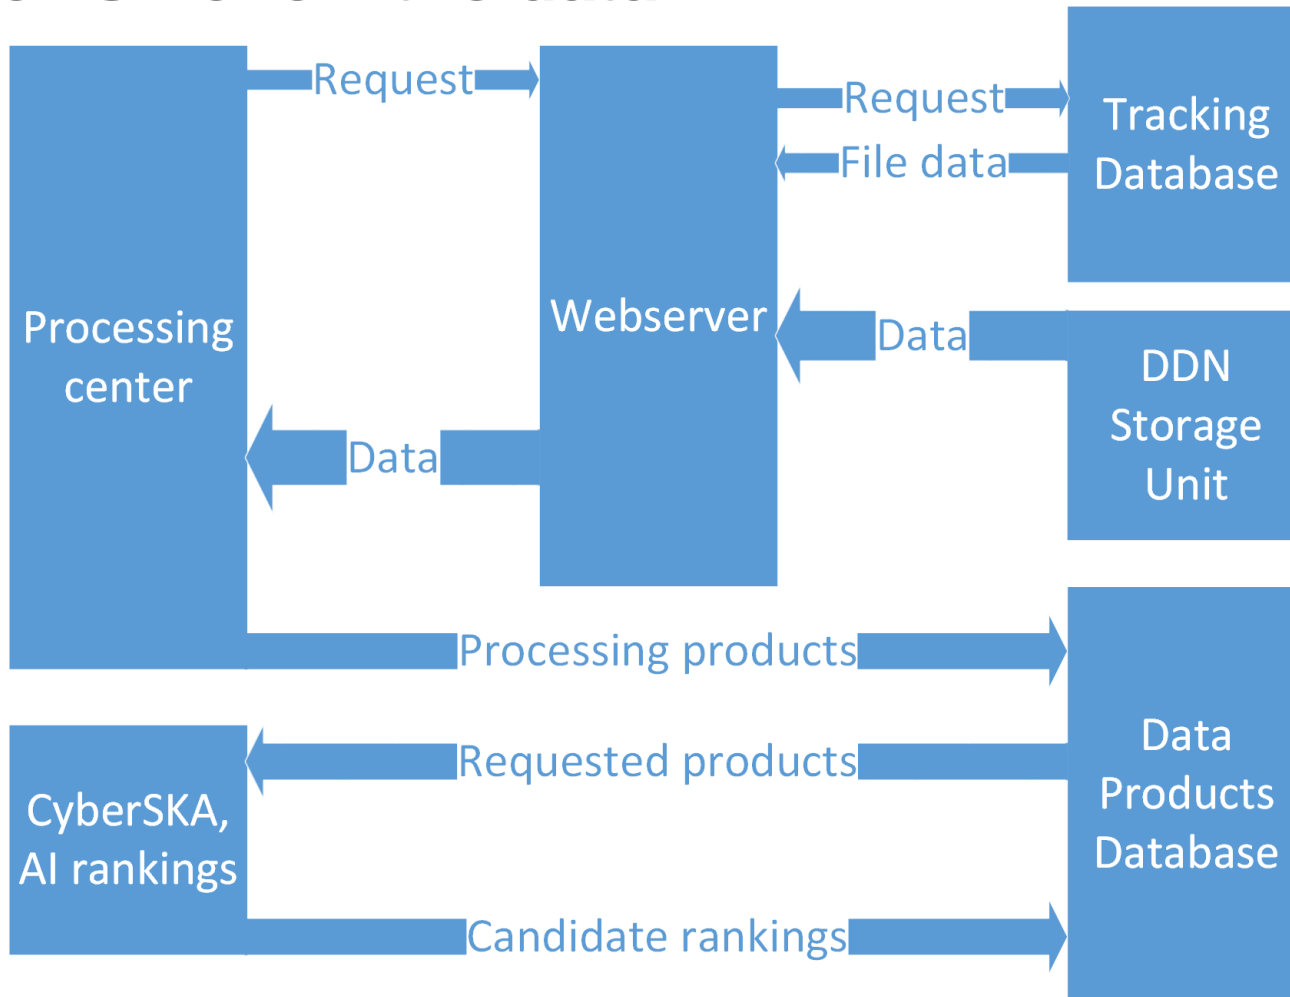 Request
Request
File data
Tracking
Database
Processing
center
Webserver
Data
DDN
Storage
Unit
Data
Processing products
Requested products
Data
Products
Database
CyberSKA,
AI rankings
Candidate rankings